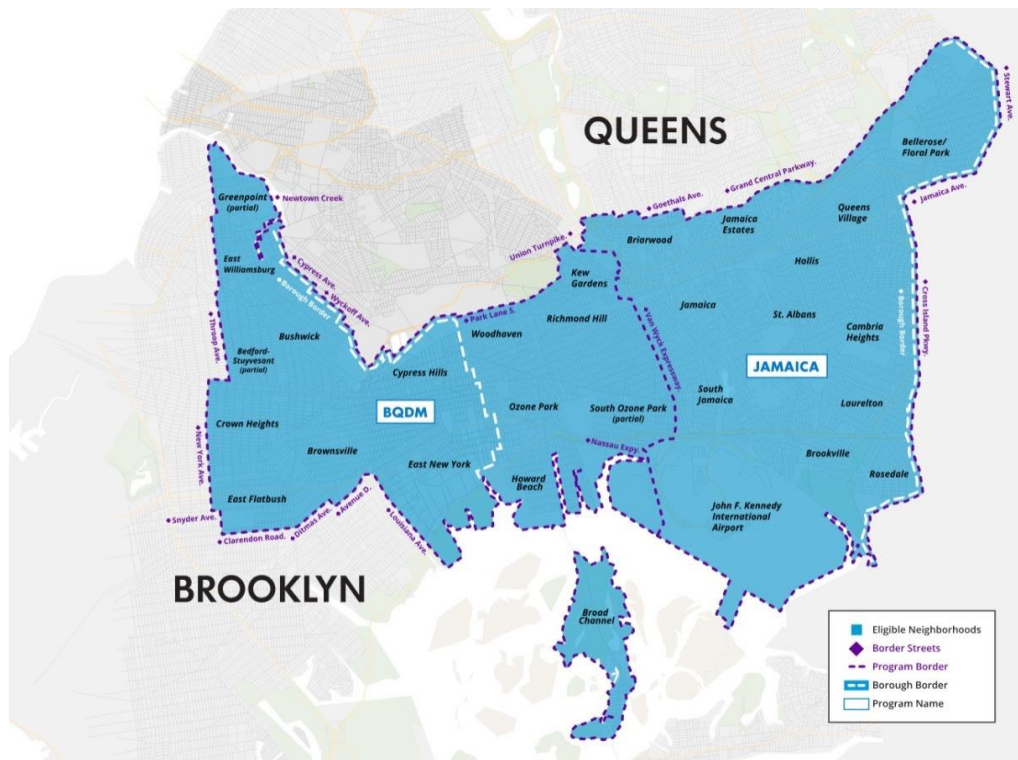 QUEENS
Stewart Ave.
Bellerose/
Floral Park
Grand Central Parkway.
Jamaica Ave.
Greenpoint
(partial)
Newtown Creek
Goethals Ave.
Jamaica
Estates
Queens
Village
Union Turnpike.
Briarwood
East
Williamsburg
Cypress Ave.
Borough Border
Wyckoff Ave.
Kew
Gardens
Hollis
Park Lane S.
Richmond Hill
Jamaica
St. Albans
Cambria
Heights
Borough Border
Cross Island Pkwy.
Throop Ave.
Bushwick
Woodhaven
Van Wyck Expressway.
Bedford-
Stuyvesant
(partial)
Cypress Hills
JAMAICA
BQDM
Ozone Park
South Ozone Park
(partial)
South
Jamaica
Laurelton
Crown Heights
New York Ave.
Brownsville
East New York
Nassau Expy.
Brookville
Rosedale
Howard
Beach
East Flatbush
John F. Kennedy
International
Airport
Snyder Ave.
Clarendon Road.
Ditmas Ave.
Avenue D.
Louisiana Ave.
BROOKLYN
Broad
Channel
Eligible Neighborhoods
Border Streets
Program Border
Borough Border
Program Name